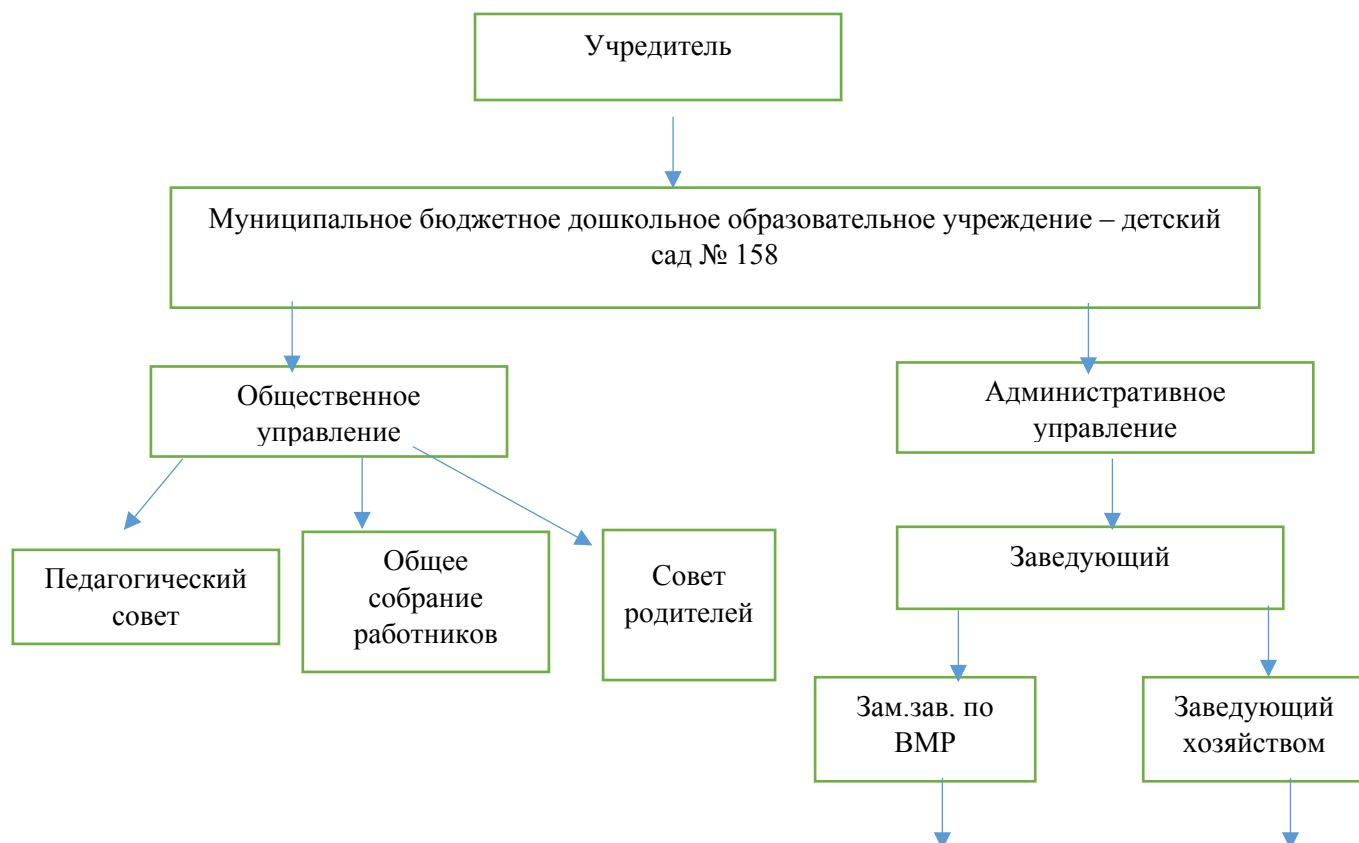 Учредитель
Муниципальное бюджетное дошкольное образовательное учреждение – детский
сад № 158
Общественное
управление
Административное
управление
Педагогический
совет
Общее
собрание
работников
Совет
родителей
Заведующий
Зам.зав. по
ВМР
Заведующий
хозяйством